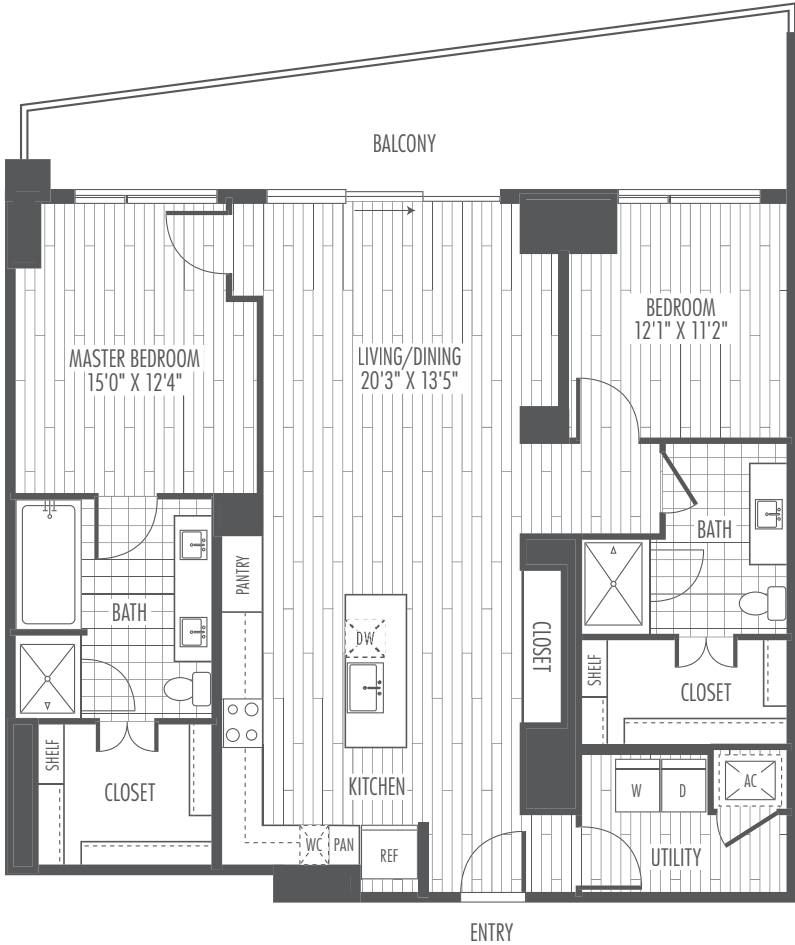 BALCONY
BEDROOM
12'1" X 11'2"
MASTER BEDROOM
15'0" X 12'4"
LIVING/DINING
20'3" X 13'5"
BATH
PANTRY
BATH
DW
CLOSET
SHELF
CLOSET
SHELF
CLOSET
KITCHEN
W
D
AC
WC
PAN
REF
UTILITY
ENTRY